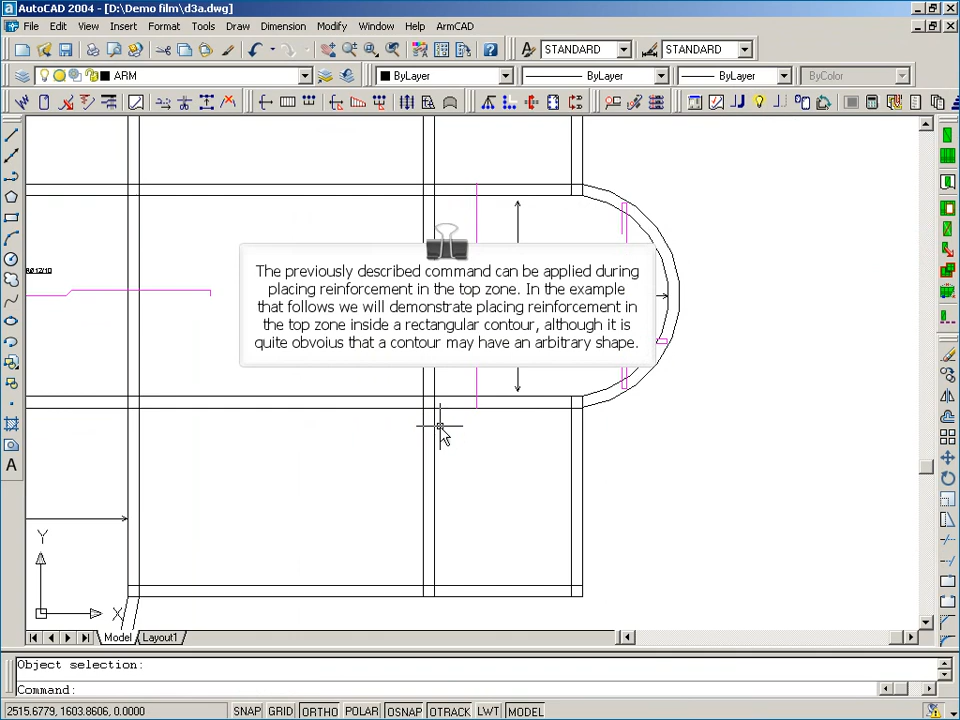 AutoCAD 2004 - [D:\Demo film\d3a.dwg]
File Edit View Insert Format Tools Draw Dimension Modify Window Help ArmCAD
STANDARD STANDARD
ARM ByLayer ByLayer ByLayer ByColor
The previously described command can be applied during
placing reinforcement in the top zone. In the example
that follows we will demonstrate placing reinforcement in
the top zone inside a rectangular contour, although it is
quite obvoius that a contour may have an arbitrary shape.
Y
X
Model Layout1
Object selection:
Command:
2515.6779, 1603.8606, 0.0000 SNAP GRID ORTHO POLAR OSNAP OTRACK LWT MODEL